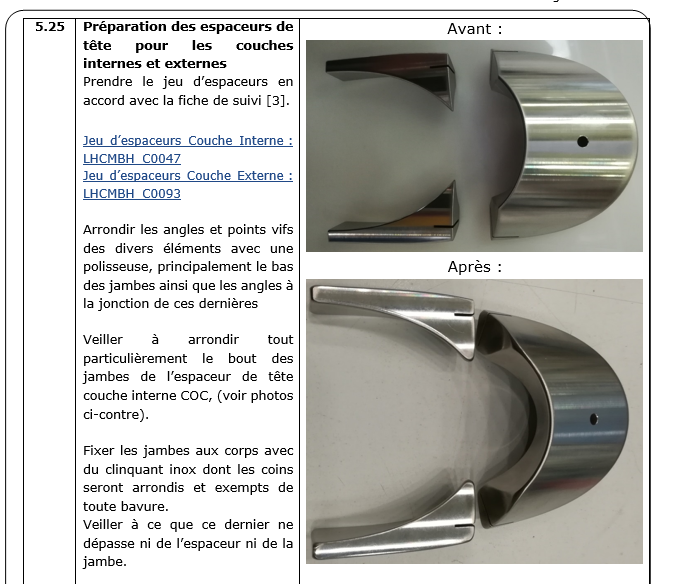 5.25
Préparation des espaceurs de
tête pour les couches
internes et externes
Prendre le jeu d’espaceurs en
accord avec la fiche de suivi [3].
Jeu d’espaceurs Couche Interne :
LHCMBH_C0047
Jeu d’espaceurs Couche Externe :
LHCMBH_C0093
Arrondir les angles et points vifs
des divers éléments avec une
polisseuse, principalement le bas
des jambes ainsi que les angles à
la jonction de ces dernières
Veiller à arrondir tout
particulièrement le bout des
jambes de l’espaceur de tête
couche interne COC, (voir photos
ci-contre).
Fixer les jambes aux corps avec
du clinquant inox dont les coins
seront arrondis et exempts de
toute bavure.
Veiller à ce que ce dernier ne
dépasse ni de l’espaceur ni de la
jambe.
Avant :
Après :